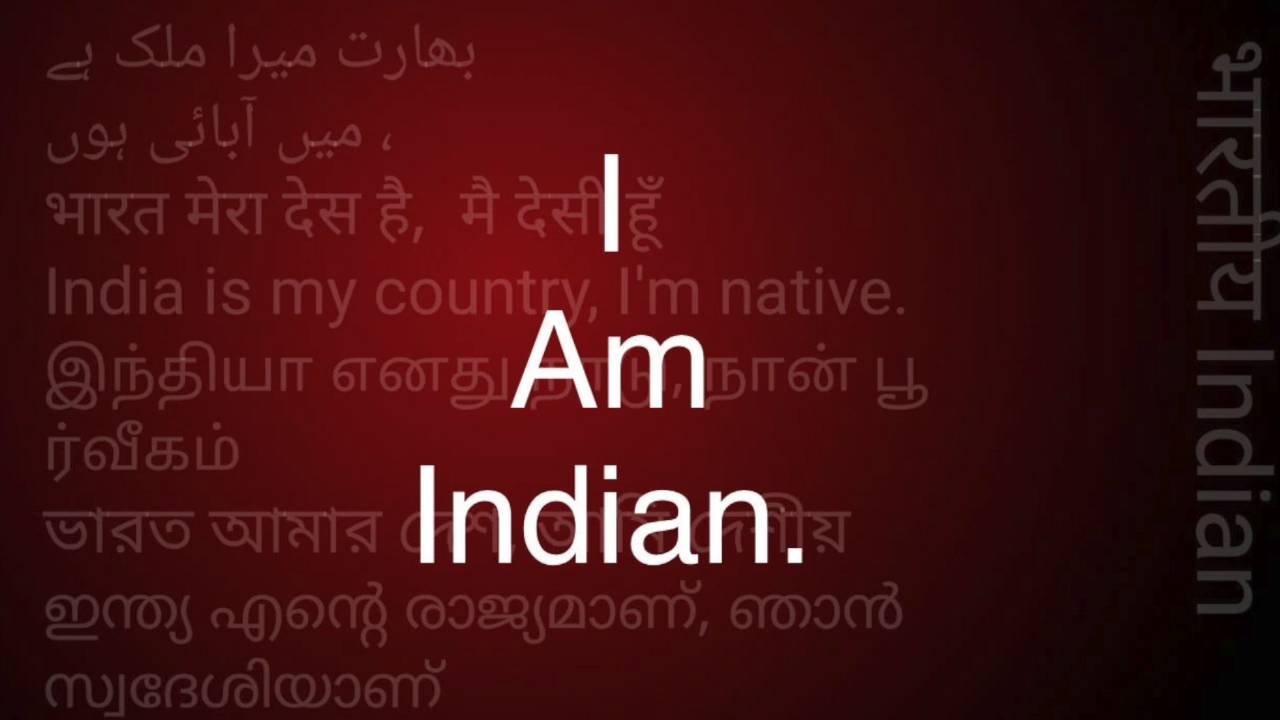 بھارت میرا ملک ہے
، میں آبائی ہوں
भारत मेरा देस है, मै देसी हूँ
India is my country, I'm native.
இந்தியா எனது நாடு, நான் பூ
ர்வீகம்
ভারত আমার দেশ, আমি দেশীয়
ഇന്ത്യ എന്റെ രാജ്യമാണ്, ഞാൻ
സ്വദേശിയാണ്
I
Am
Indian.
भारतीय Indian